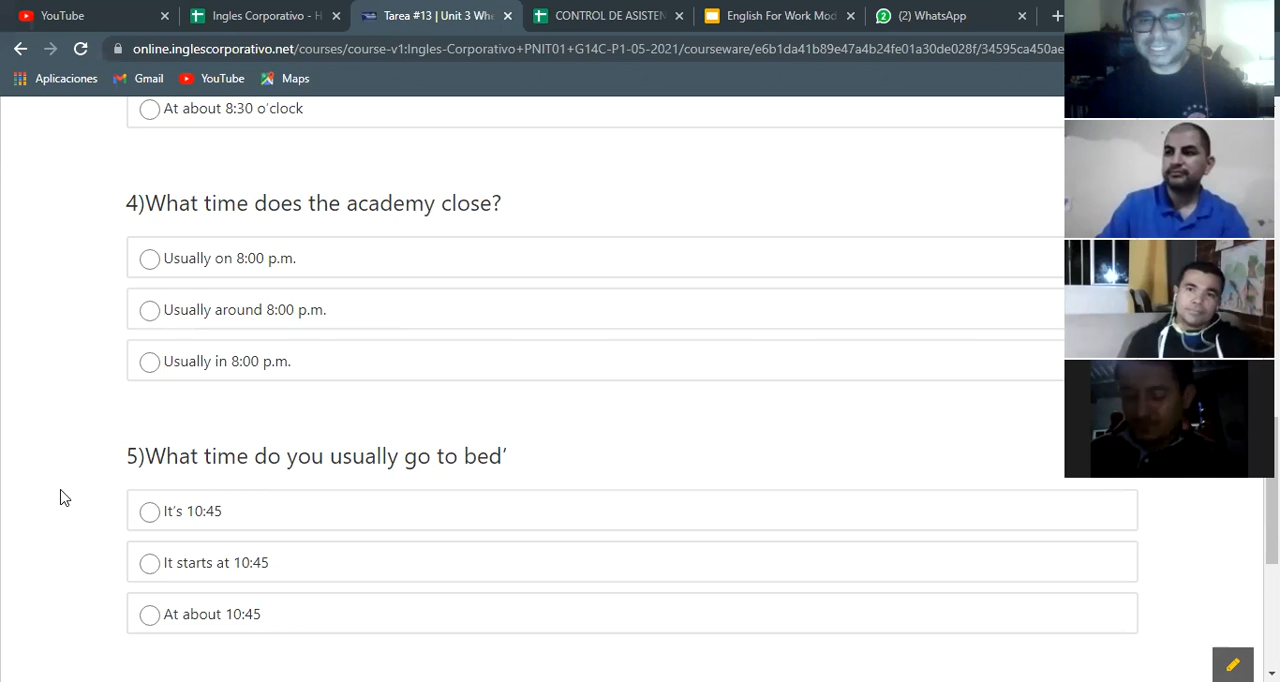 YouTube
Ingles Corporativo - H
Tarea #13 | Unit 3 Whe
CONTROL DE ASISTEN
English For Work Mod
(2) WhatsApp
online.inglescorporativo.net/courses/course-v1:Ingles-Corporativo+PNIT01+G14C-P1-05-2021/courseware/e6b1da41b89e47a4b24fe01a30de028f/34595ca450ae
Aplicaciones
Gmail
YouTube
Maps
At about 8:30 o'clock
4)What time does the academy close?
Usually on 8:00 p.m.
Usually around 8:00 p.m.
Usually in 8:00 p.m.
5)What time do you usually go to bed’
It's 10:45
It starts at 10:45
At about 10:45